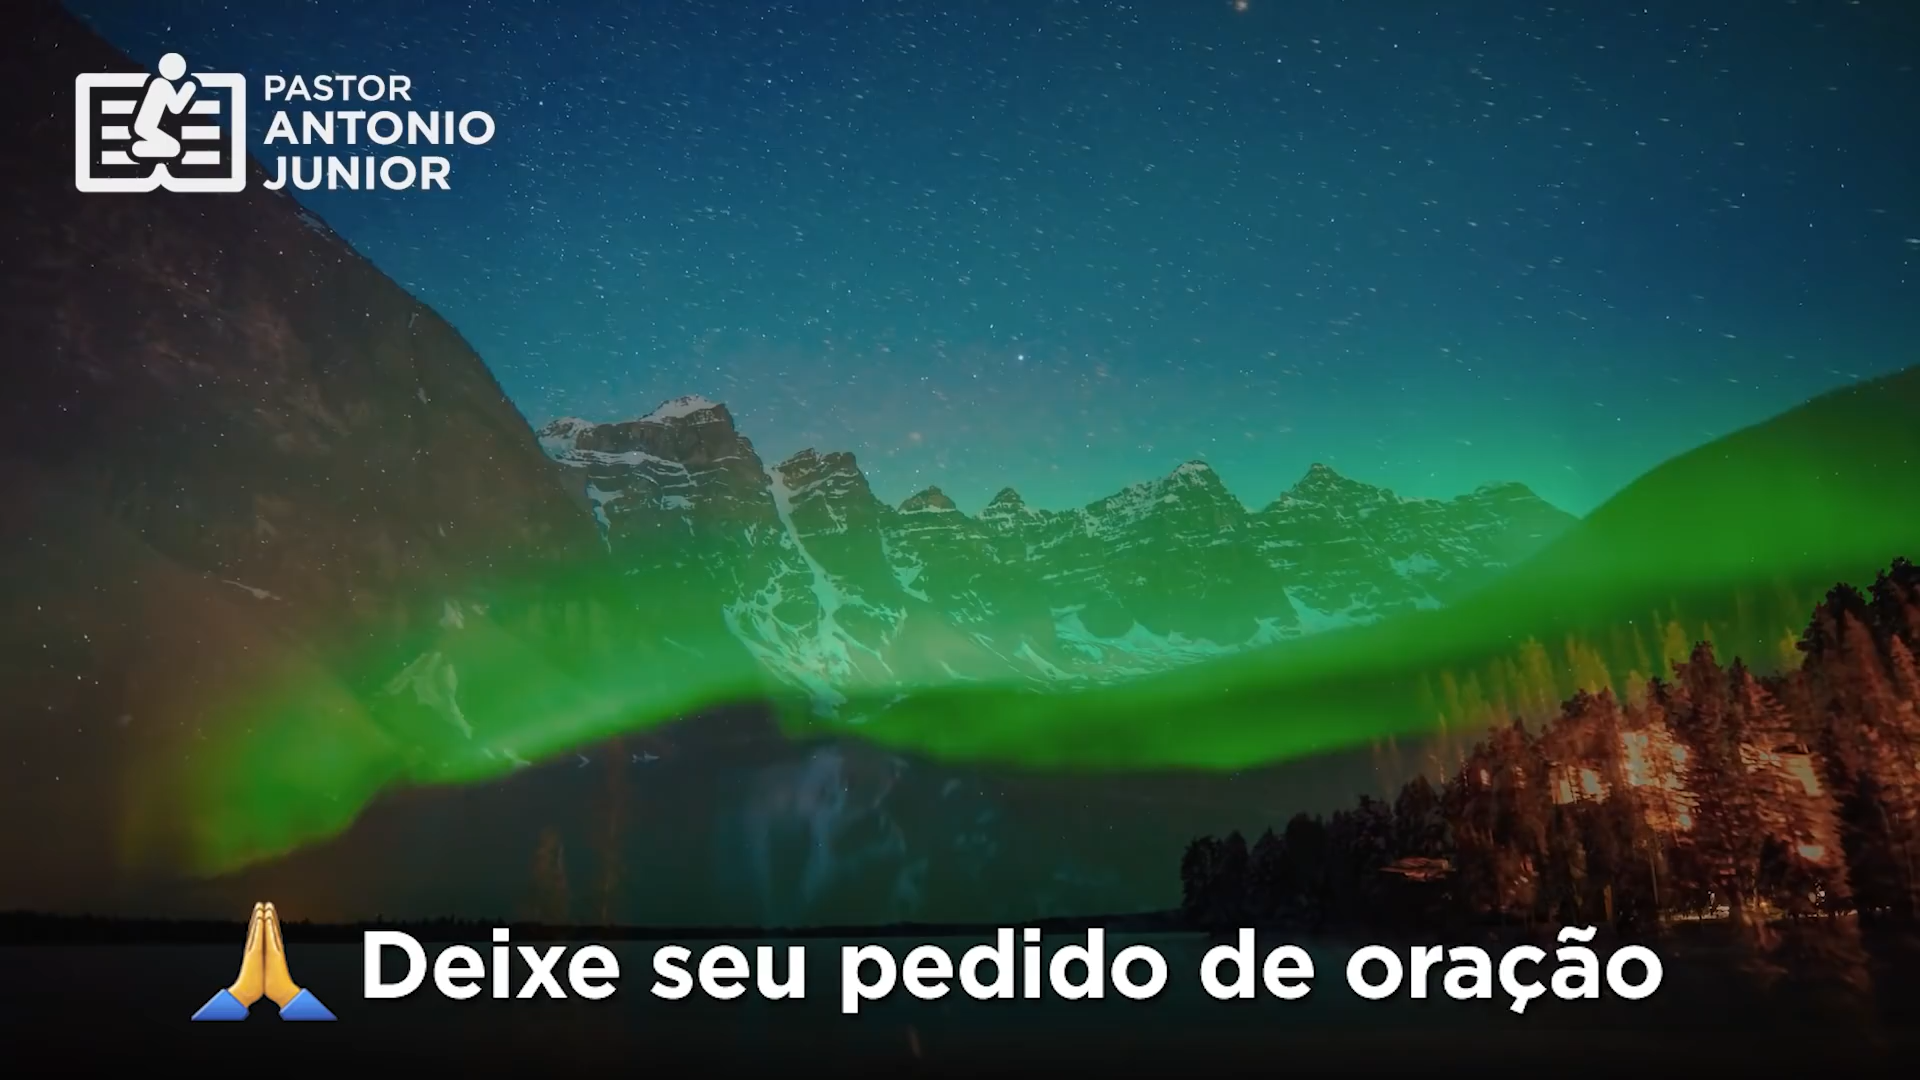 PASTOR
ANTONIO
JUNIOR
🙏 Deixe seu pedido de oração